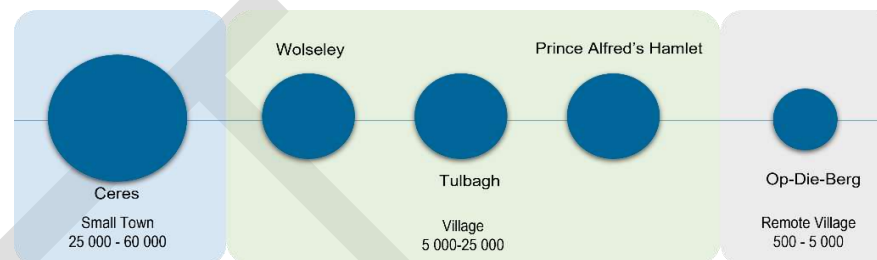 Wolseley
Prince Alfred's Hamlet
Ceres
Tulbagh
Op-Die-Berg
Small Town
25 000 - 60 000
Village
5 000-25 000
Remote Village
500 - 5 000